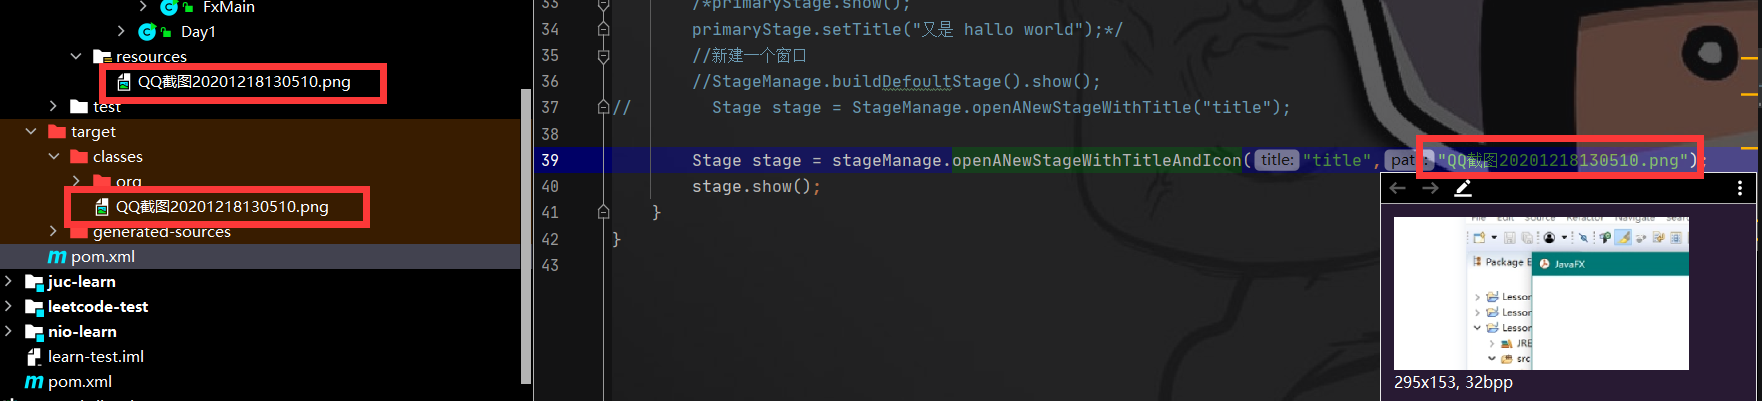 FxMain
Day1
resources
QQ截图20201218130510.png
test
target
classes
org
QQ截图20201218130510.png
generated-sources
pom.xml
juc-learn
leetcode-test
nio-learn
learn-test.iml
pom.xml
33 /*primaryStage.show();
34 primaryStage.setTitle("又是 hallo world");*/
35 //新建一个窗口
36 //StageManage.buildDefoultStage().show();
37 // Stage stage = StageManage.openANewStageWithTitle("title");
38
39 Stage stage = stageManage.openANewStageWithTitleAndIcon( title: "title", path: "QQ截图20201218130510.png");
40 stage.show();
41 }
42 }
43
File Edit Source Refactor Navigate
Package E
JavaFX
Lesson
Lesson
Lesson
JRE
src
295x153, 32bpp